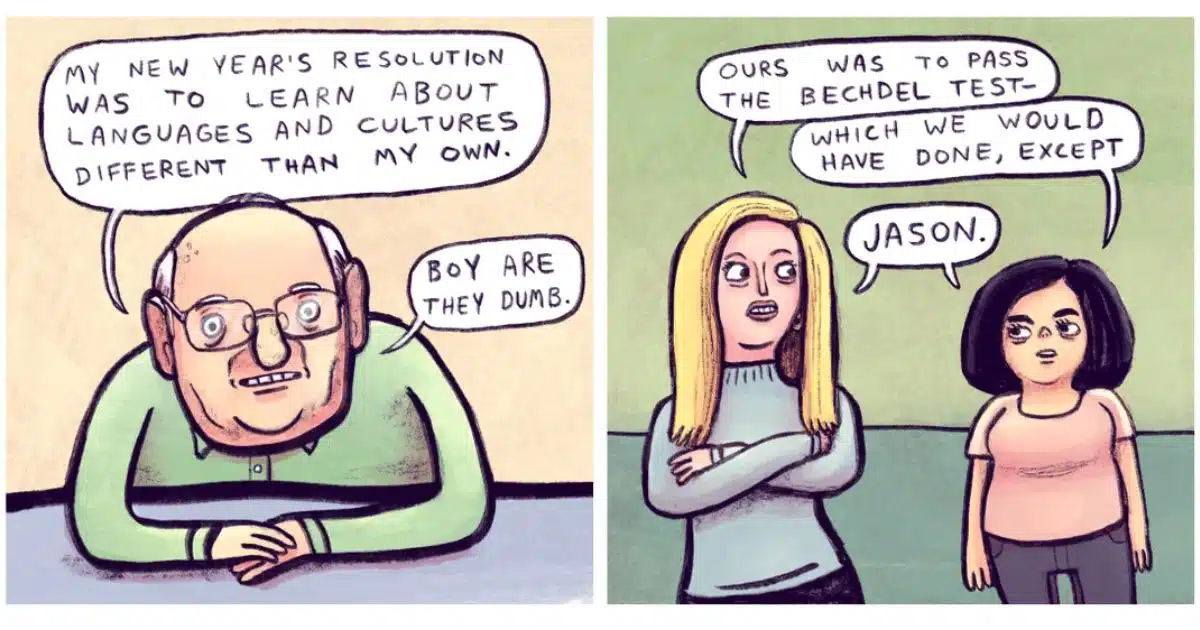 MY NEW YEAR'S RESOLUTION
WAS TO LEARN ABOUT
LANGUAGES AND CULTURES
DIFFERENT THAN MY OWN.
BOY ARE
THEY DUMB.
OURS WAS TO PASS
THE BECHDEL TEST-
WHICH WE WOULD
HAVE DONE, EXCEPT
JASON.